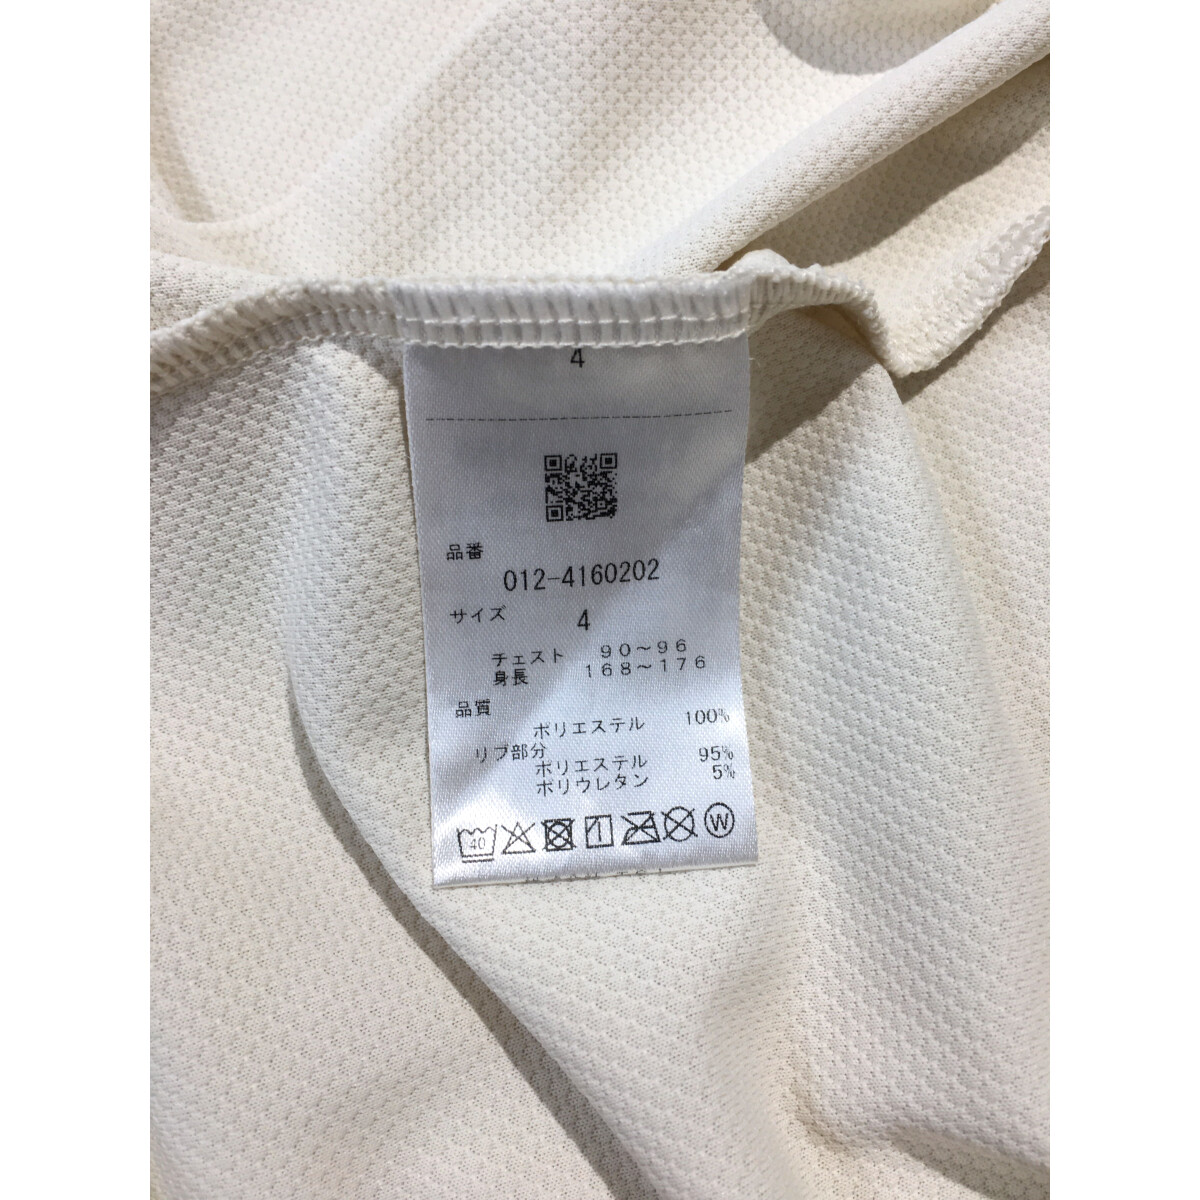 4
品番
012-4160202
サイズ
4
チェスト 90～96
身長 168～176
品質
ポリエステル 100%
リブ部分
ポリエステル 95%
ポリウレタン 5%
40
W